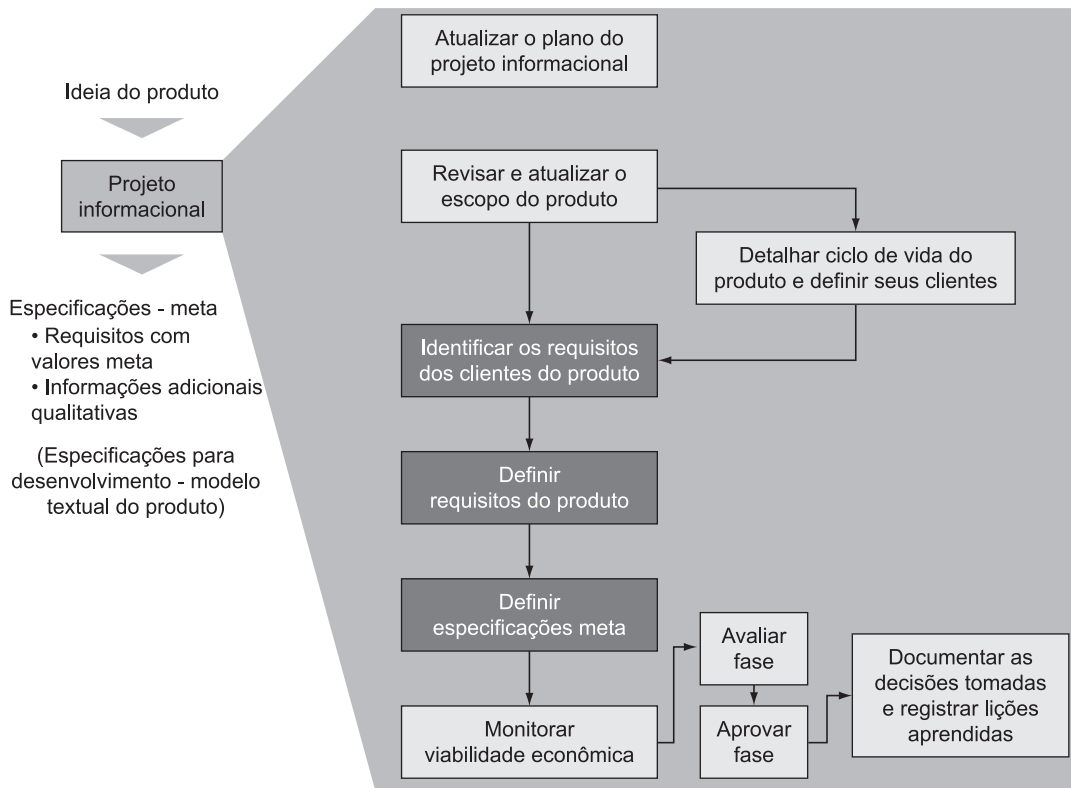 Ideia do produto
Projeto
informacional
Especificações - meta
• Requisitos com
valores meta
• Informações adicionais
qualitativas
(Especificações para
desenvolvimento - modelo
textual do produto)
Atualizar o plano do
projeto informacional
Revisar e atualizar o
escopo do produto
Detalhar ciclo de vida do
produto e definir seus clientes
Identificar os requisitos
dos clientes do produto
Definir
requisitos do produto
Definir
especificações meta
Monitorar
viabilidade econômica
Avaliar
fase
Aprovar
fase
Documentar as
decisões tomadas
e registrar lições
aprendidas